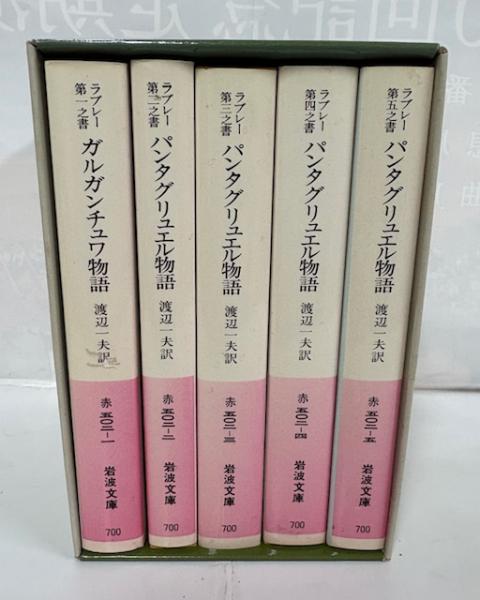 ラブレー
第一之書
ガルガンチュワ物語
渡辺一夫訳
赤 五〇二-一
岩波文庫
700
ラブレー
第二之書
パンタグリュエル物語
渡辺一夫訳
赤 五〇二-二
岩波文庫
700
ラブレー
第三之書
パンタグリュエル物語
渡辺一夫訳
赤 五〇二-三
岩波文庫
700
ラブレー
第四之書
パンタグリュエル物語
渡辺一夫訳
赤 五〇二-四
岩波文庫
700
ラブレー
第五之書
パンタグリュエル物語
渡辺一夫訳
赤 五〇二-五
岩波文庫
700